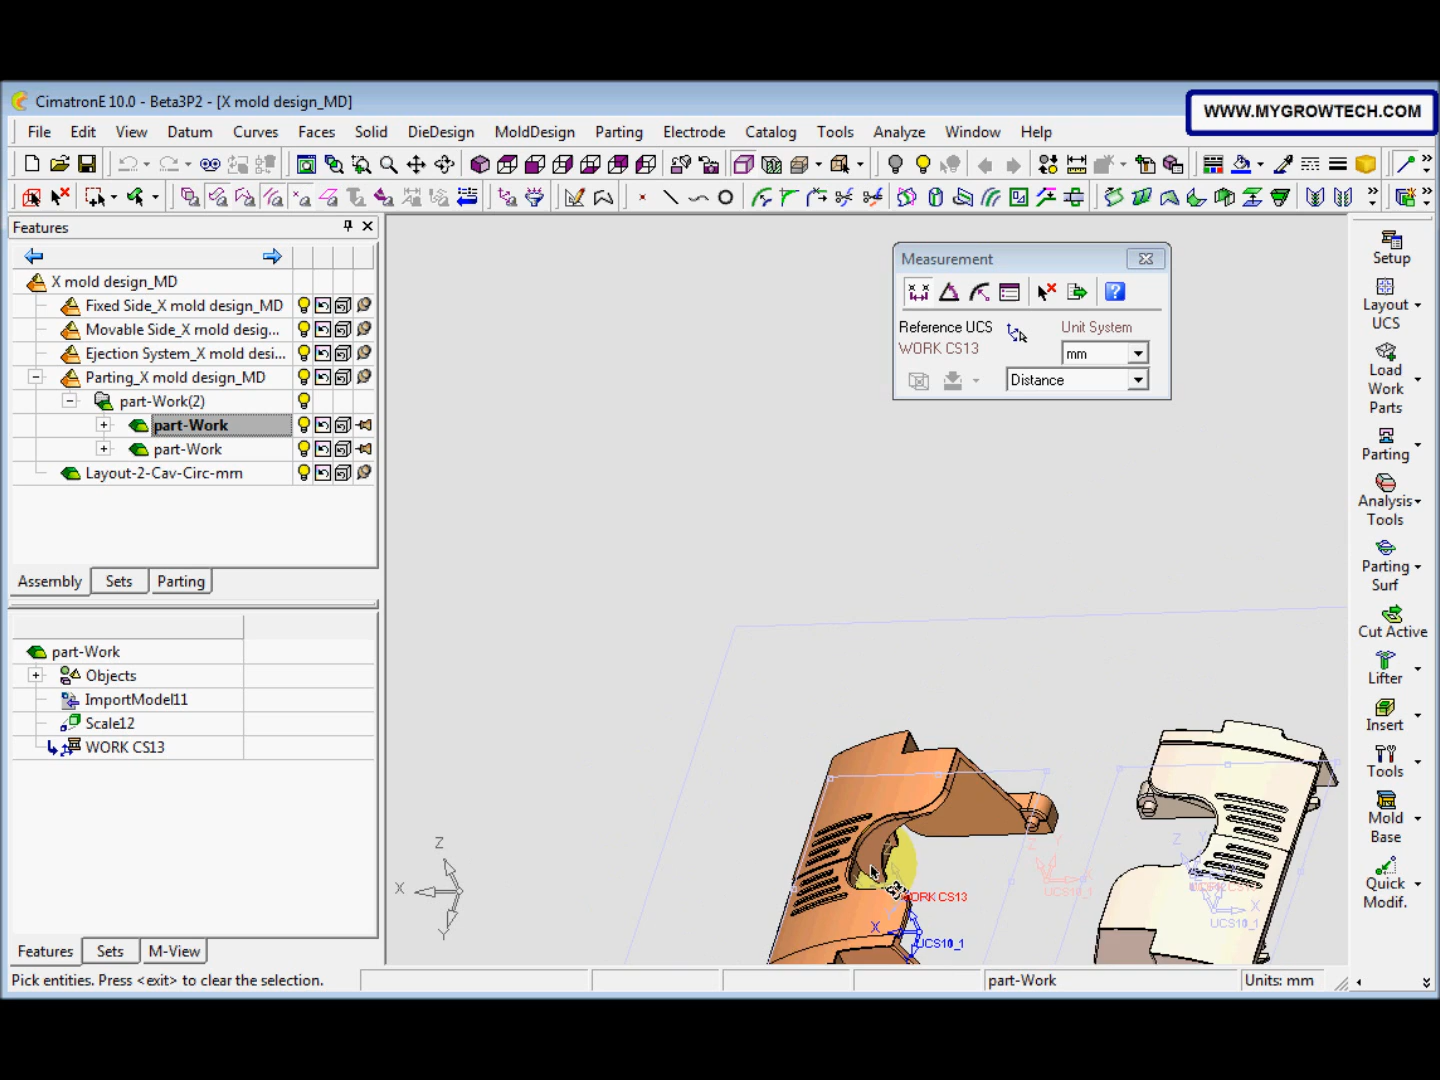 CimatronE 10.0 - Beta3P2 - [X mold design_MD]
WWW.MYGROWTECH.COM
File Edit View Datum Curves Faces Solid DieDesign MoldDesign Parting Electrode Catalog Tools Analyze Window Help
Features
X mold design_MD
Fixed Side_X mold design_MD
Movable Side_X mold desig...
Ejection System_X mold desi...
Parting_X mold design_MD
part-Work(2)
part-Work
part-Work
Layout-2-Cav-Circ-mm
Assembly Sets Parting
part-Work
Objects
ImportModel11
Scale12
WORK CS13
Features Sets M-View
Pick entities. Press <exit> to clear the selection.
part-Work
Units: mm
Measurement
Reference UCS
WORK CS13
Unit System
mm
Distance
Z
X
Y
WORK CS13
X
UCS10_1
UCS10_1
Z
X
UCS10_1
Setup
Layout
UCS
Load
Work
Parts
Parting
Analysis
Tools
Parting
Surf
Cut Active
Lifter
Insert
Tools
Mold
Base
Quick
Modif.